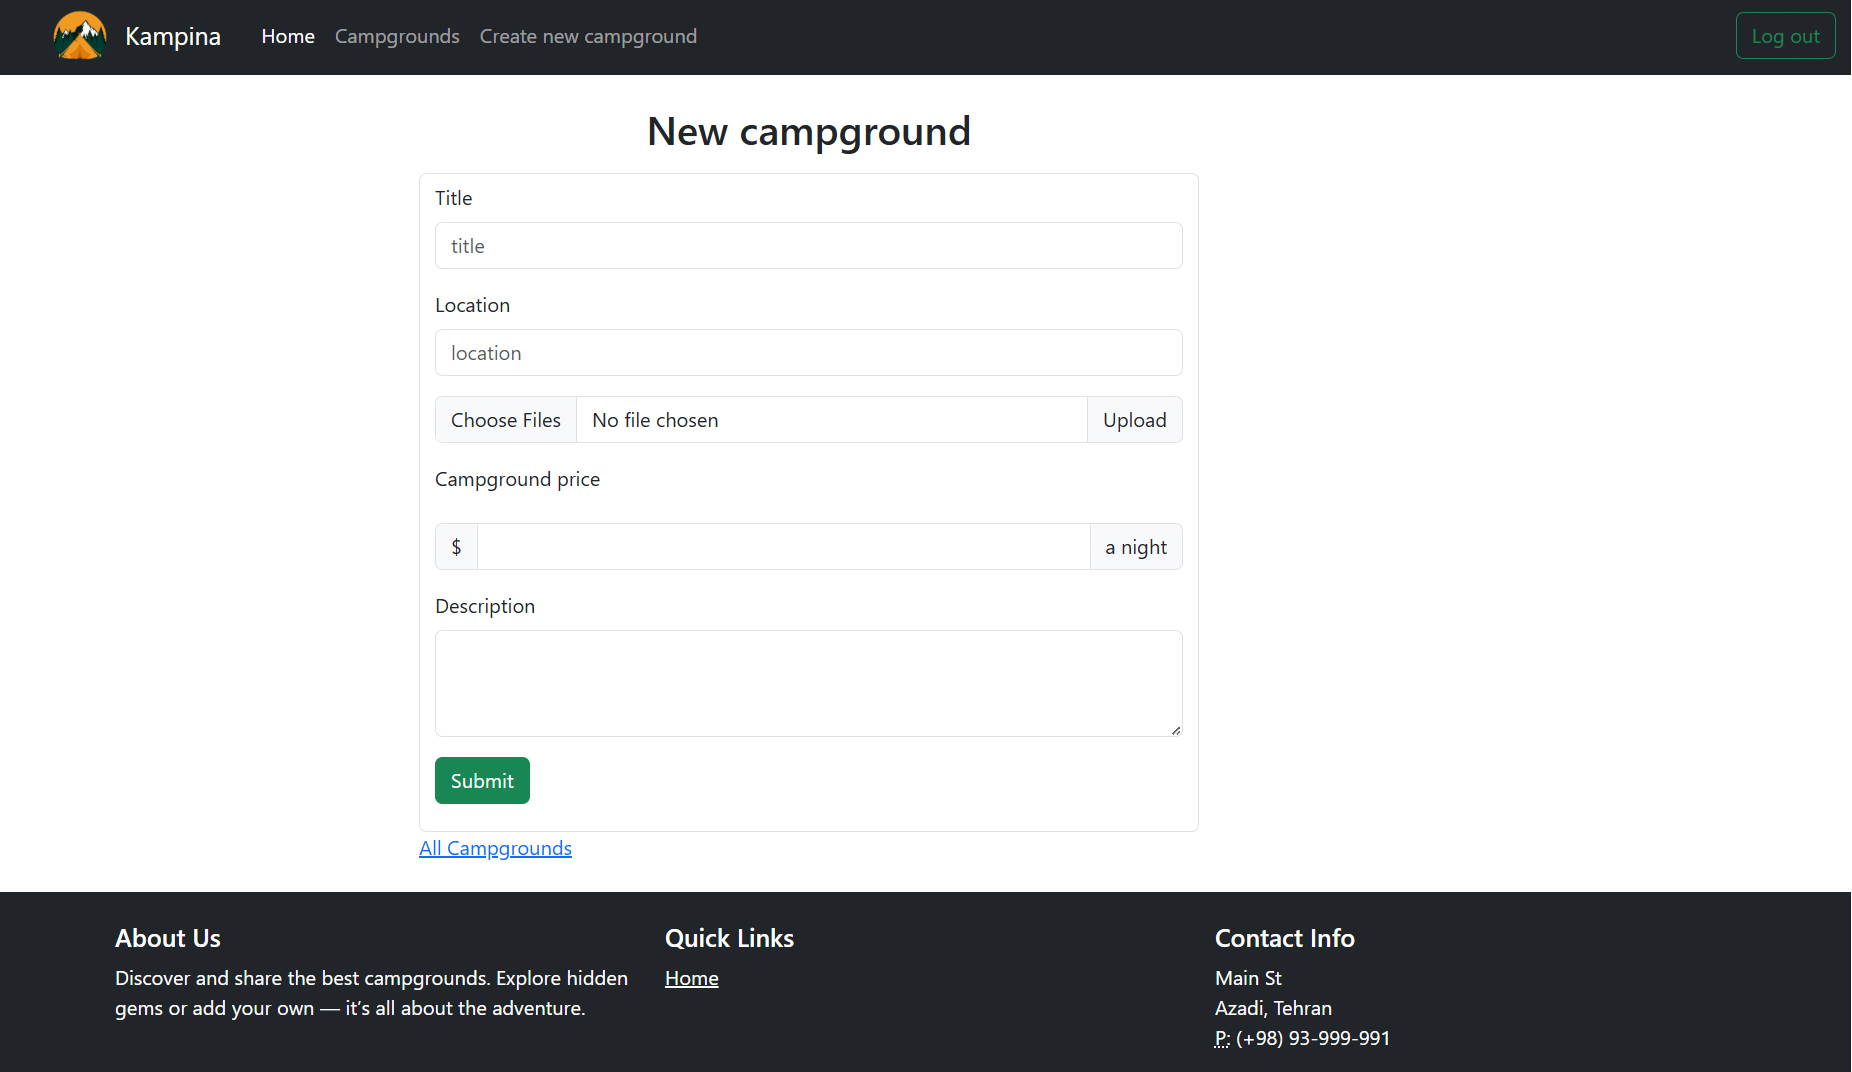 Kampina Home Campgrounds Create new campground Log out
New campground
Title
title
Location
location
Choose Files No file chosen Upload
Campground price
$ a night
Description
Submit
All Campgrounds
About Us
Discover and share the best campgrounds. Explore hidden
gems or add your own — it’s all about the adventure.
Quick Links
Home
Contact Info
Main St
Azadi, Tehran
P: (+98) 93-999-991